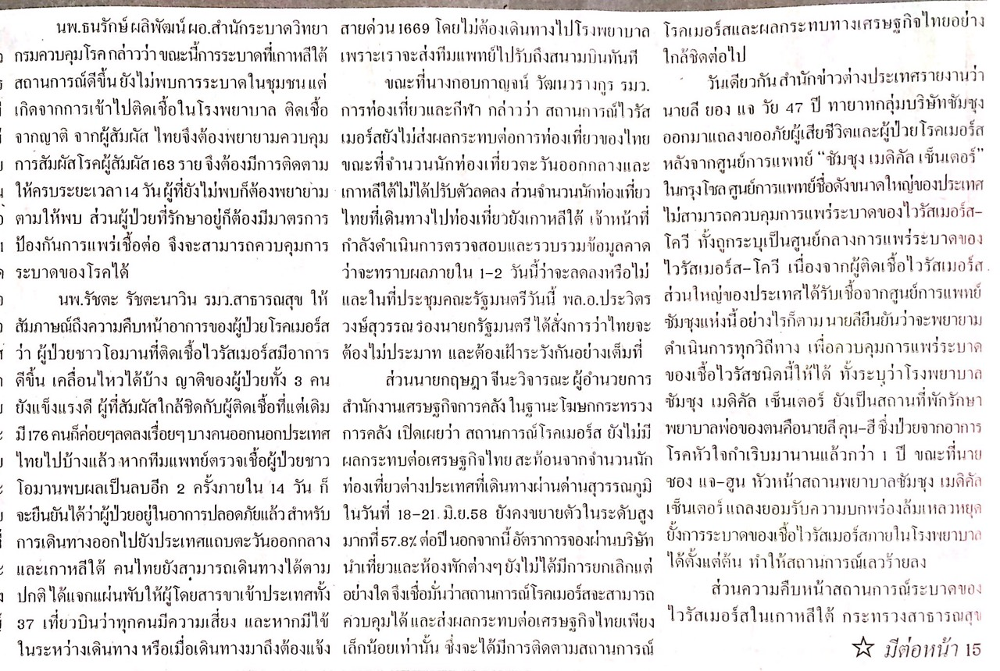 นพ.ธนรักษ์ ผลิพัฒน์ ผอ.สำนักระบาดวิทยา
กรมควบคุมโรค กล่าวว่า ขณะนี้การระบาดที่เกาหลีใต้
สถานการณ์ดีขึ้น ยังไม่พบการระบาดในชุมชน แต่
เกิดจากการเข้าไปติดเชื้อในโรงพยาบาล ติดเชื้อ
จากญาติ จากผู้สัมผัส ไทยจึงต้องพยายามควบคุม
การสัมผัสโรคผู้สัมผัส 163 ราย จึงต้องมีการติดตาม
ให้ครบระยะเวลา 14 วัน ผู้ที่ยังไม่พบก็ต้องพยายาม
ตามให้พบ ส่วนผู้ป่วยที่รักษาอยู่ก็ต้องมีมาตรการ
ป้องกันการแพร่เชื้อต่อ จึงจะสามารถควบคุมการ
ระบาดของโรคได้
นพ.รัชตะ รัชตะนาวิน รมว.สาธารณสุข ให้
สัมภาษณ์ถึงความคืบหน้าอาการของผู้ป่วยโรคเมอร์ส
ว่า ผู้ป่วยชาวโอมานที่ติดเชื้อไวรัสเมอร์สมีอาการ
ดีขึ้น เคลื่อนไหวได้บ้าง ญาติของผู้ป่วยทั้ง 3 คน
ยังแข็งแรงดี ผู้ที่สัมผัสใกล้ชิดกับผู้ติดเชื้อที่แต่เดิม
มี 176 คนก็ค่อยๆลดลงเรื่อยๆ บางคนออกนอกประเทศ
ไทยไปบ้างแล้ว หากทีมแพทย์ตรวจเชื้อผู้ป่วยชาว
โอมานพบผลเป็นลบอีก 2 ครั้งภายใน 14 วัน ก็
จะยืนยันได้ว่าผู้ป่วยอยู่ในอาการปลอดภัยแล้ว สำหรับ
การเดินทางออกไปยังประเทศแถบตะวันออกกลาง
และเกาหลีใต้ คนไทยยังสามารถเดินทางได้ตาม
ปกติ ได้แจกแผ่นพับให้ผู้โดยสารขาเข้าประเทศทั้ง
37 เที่ยวบินว่าทุกคนมีความเสี่ยง และหากมีไข้
ในระหว่างเดินทาง หรือเมื่อเดินทางมาถึงต้องแจ้ง
สายด่วน 1669 โดยไม่ต้องเดินทางไปโรงพยาบาล
เพราะเราจะส่งทีมแพทย์ไปรับถึงสนามบินทันที
ขณะที่นางกอบกาญจน์ วัฒนวรางกูร รมว.
การท่องเที่ยวและกีฬา กล่าวว่า สถานการณ์ไวรัส
เมอร์สยังไม่ส่งผลกระทบต่อการท่องเที่ยวของไทย
ขณะที่จำนวนนักท่องเที่ยวตะวันออกกลางและ
เกาหลีใต้ไม่ได้ปรับตัวลดลง ส่วนจำนวนนักท่องเที่ยว
ไทยที่เดินทางไปท่องเที่ยวยังเกาหลีใต้ เจ้าหน้าที่
กำลังดำเนินการตรวจสอบและรวบรวมข้อมูลคาด
ว่าจะทราบผลภายใน 1-2 วันนี้ว่าจะลดลงหรือไม่
และในที่ประชุมคณะรัฐมนตรีวันนี้ พล.อ.ประวิตร
วงษ์สุวรรณ รองนายกรัฐมนตรี ได้สั่งการว่าไทยจะ
ต้องไม่ประมาท และต้องเฝ้าระวังกันอย่างเต็มที่
ส่วนนายกฤษฎา จีนะวิจารณะ ผู้อำนวยการ
สำนักงานเศรษฐกิจการคลัง ในฐานะโฆษกกระทรวง
การคลัง เปิดเผยว่า สถานการณ์โรคเมอร์ส ยังไม่มี
ผลกระทบต่อเศรษฐกิจไทย สะท้อนจากจำนวนนัก
ท่องเที่ยวต่างประเทศที่เดินทางผ่านด่านสุวรรณภูมิ
ในวันที่ 18-21 มิ.ย.58 ยังคงขยายตัวในระดับสูง
มากที่ 57.8% ต่อปี นอกจากนี้ อัตราการจองผ่านบริษัท
นำเที่ยวและห้องพักต่างๆ ยังไม่ได้มีการยกเลิกแต่
อย่างใด จึงเชื่อมั่นว่าสถานการณ์โรคเมอร์สจะสามารถ
ควบคุมได้ และส่งผลกระทบต่อเศรษฐกิจไทยเพียง
เล็กน้อยเท่านั้น ซึ่งจะได้มีการติดตามสถานการณ์
โรคเมอร์สและผลกระทบทางเศรษฐกิจไทยอย่าง
ใกล้ชิดต่อไป
วันเดียวกัน สำนักข่าวต่างประเทศรายงานว่า
นายลี ยอง แจ วัย 47 ปี ทายาทกลุ่มบริษัทซัมซุง
ออกมาแถลงขออภัยผู้เสียชีวิตและผู้ป่วยโรคเมอร์ส
หลังจากศูนย์การแพทย์ “ซัมซุง เมดิคัล เซ็นเตอร์”
ในกรุงโซล ศูนย์การแพทย์ชื่อดังขนาดใหญ่ของประเทศ
ไม่สามารถควบคุมการแพร่ระบาดของไวรัสเมอร์ส-
โควี ทั้งถูกระบุเป็นศูนย์กลางการแพร่ระบาดของ
ไวรัสเมอร์ส-โควี เนื่องจากผู้ติดเชื้อไวรัสเมอร์ส
ส่วนใหญ่ของประเทศได้รับเชื้อจากศูนย์การแพทย์
ซัมซุงแห่งนี้ อย่างไรก็ตาม นายลียืนยันว่าจะพยายาม
ดำเนินการทุกวิถีทาง เพื่อควบคุมการแพร่ระบาด
ของเชื้อไวรัสชนิดนี้ให้ได้ ทั้งระบุว่าโรงพยาบาล
ซัมซุง เมดิคัล เซ็นเตอร์ ยังเป็นสถานที่พักรักษา
พยาบาลพ่อของตนคือนายลี คุน-ฮี ซึ่งป่วยจากอาการ
โรคหัวใจกำเริบมานานแล้วกว่า 1 ปี ขณะที่นาย
ซอง แจ-ฮูน หัวหน้าสถานพยาบาลซัมซุง เมดิคัล
เซ็นเตอร์ แถลงยอมรับความบกพร่องล้มเหลวหยุด
ยั้งการระบาดของเชื้อไวรัสเมอร์สภายในโรงพยาบาล
ได้ตั้งแต่ต้น ทำให้สถานการณ์เลวร้ายลง
ส่วนความคืบหน้าสถานการณ์ระบาดของ
ไวรัสเมอร์สในเกาหลีใต้ กระทรวงสาธารณสุข
☆ มีต่อหน้า 15